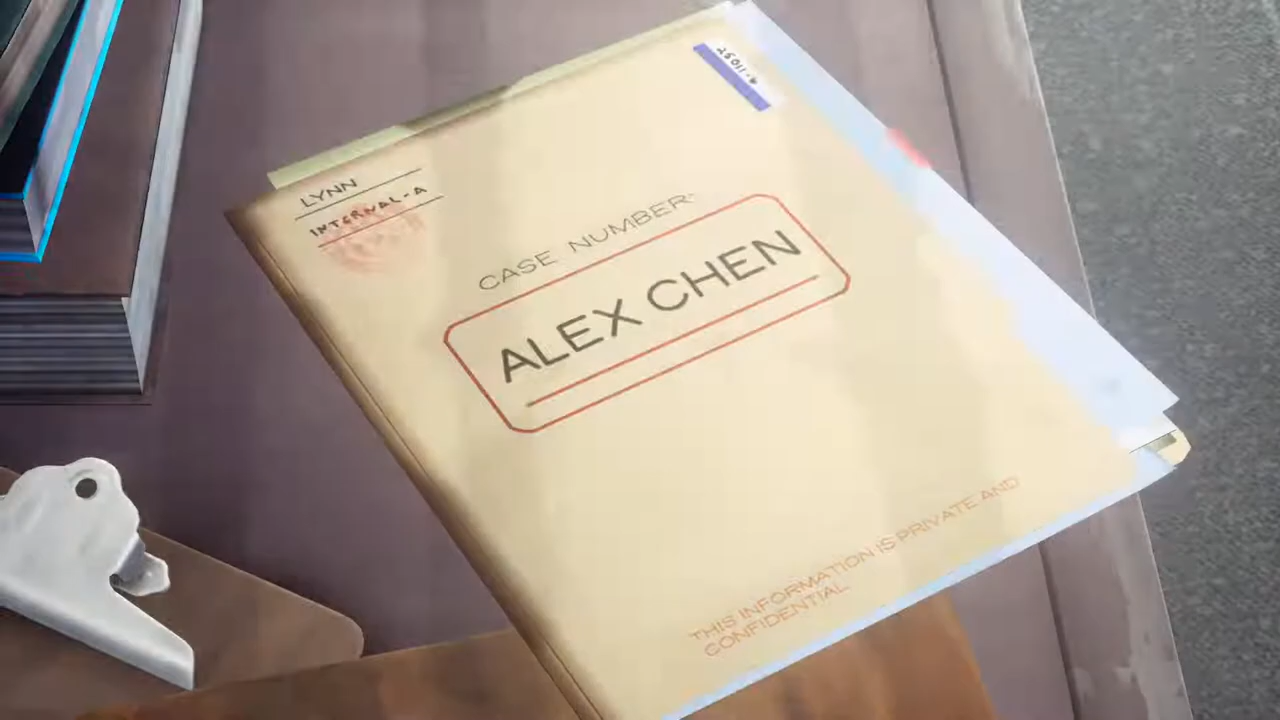 LYNN
INTERNAL-A
CASE NUMBER
ALEX CHEN
THIS INFORMATION IS PRIVATE AND
CONFIDENTIAL